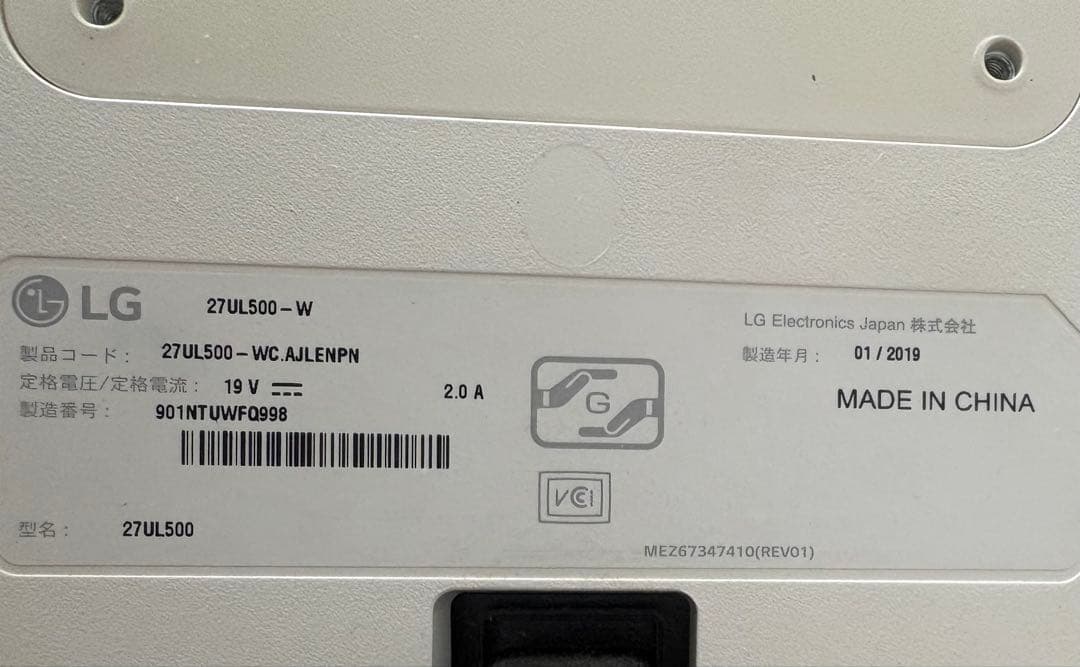 LG 27UL500-W
製品コード: 27UL500-WC.AJLENPN
定格電圧/定格電流: 19 V 2.0 A
製造番号: 901NTUWFQ998
型名: 27UL500
G
VCCI
LG Electronics Japan 株式会社
製造年月: 01/2019
MADE IN CHINA
MEZ67347410(REV01)